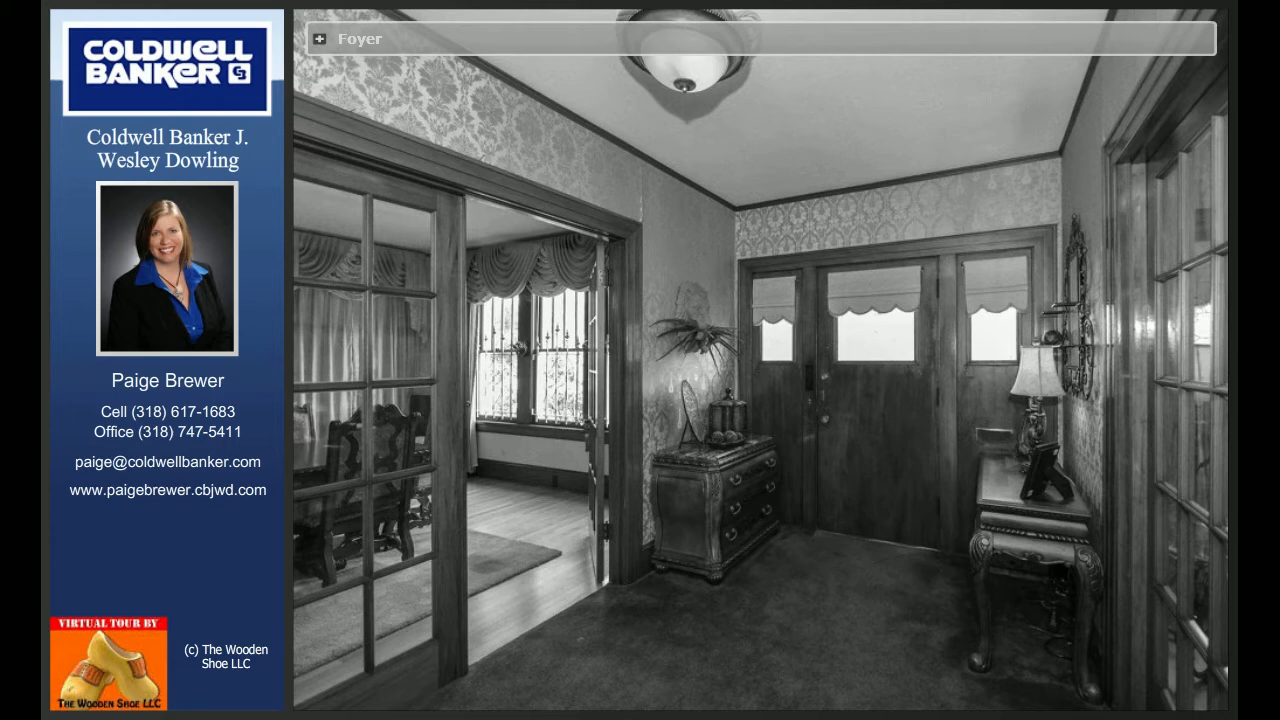 COLDWELL
BANKER CB
Coldwell Banker J.
Wesley Dowling
Paige Brewer
Cell (318) 617-1683
Office (318) 747-5411
paige@coldwellbanker.com
www.paigebrewer.cbjwd.com
VIRTUAL TOUR BY
THE WOODEN SHOE LLC
(c) The Wooden
Shoe LLC
Foyer